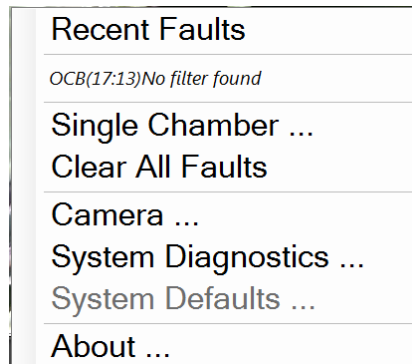 Recent Faults
OCB(17:13)No filter found
Single Chamber ...
Clear All Faults
Camera ...
System Diagnostics ...
System Defaults ...
About ...